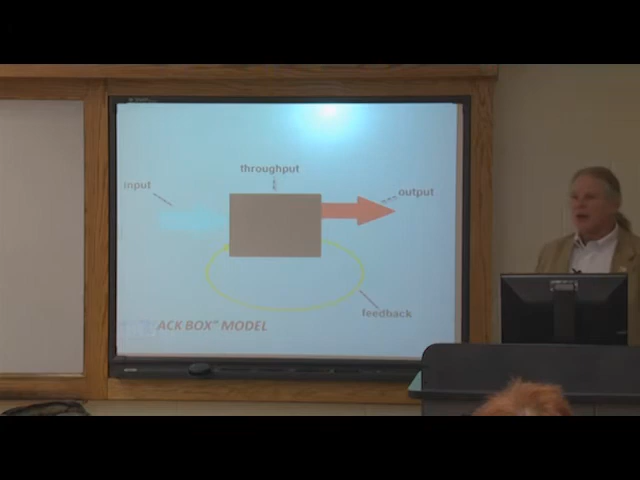 throughput
input
output
feedback
ACK BOX" MODEL